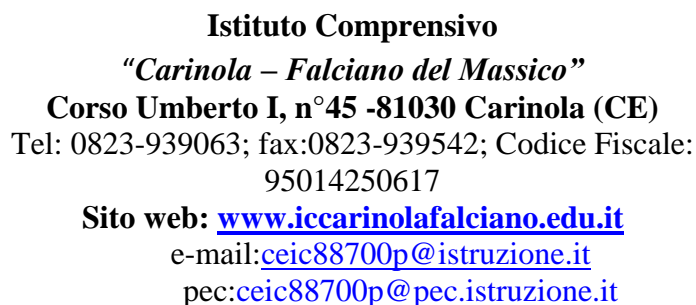 Istituto Comprensivo
“Carinola – Falciano del Massico”
Corso Umberto I, n°45 -81030 Carinola (CE)
Tel: 0823-939063; fax:0823-939542; Codice Fiscale:
95014250617
Sito web: www.iccarinolafalciano.edu.it
e-mail:ceic88700p@istruzione.it
pec:ceic88700p@pec.istruzione.it